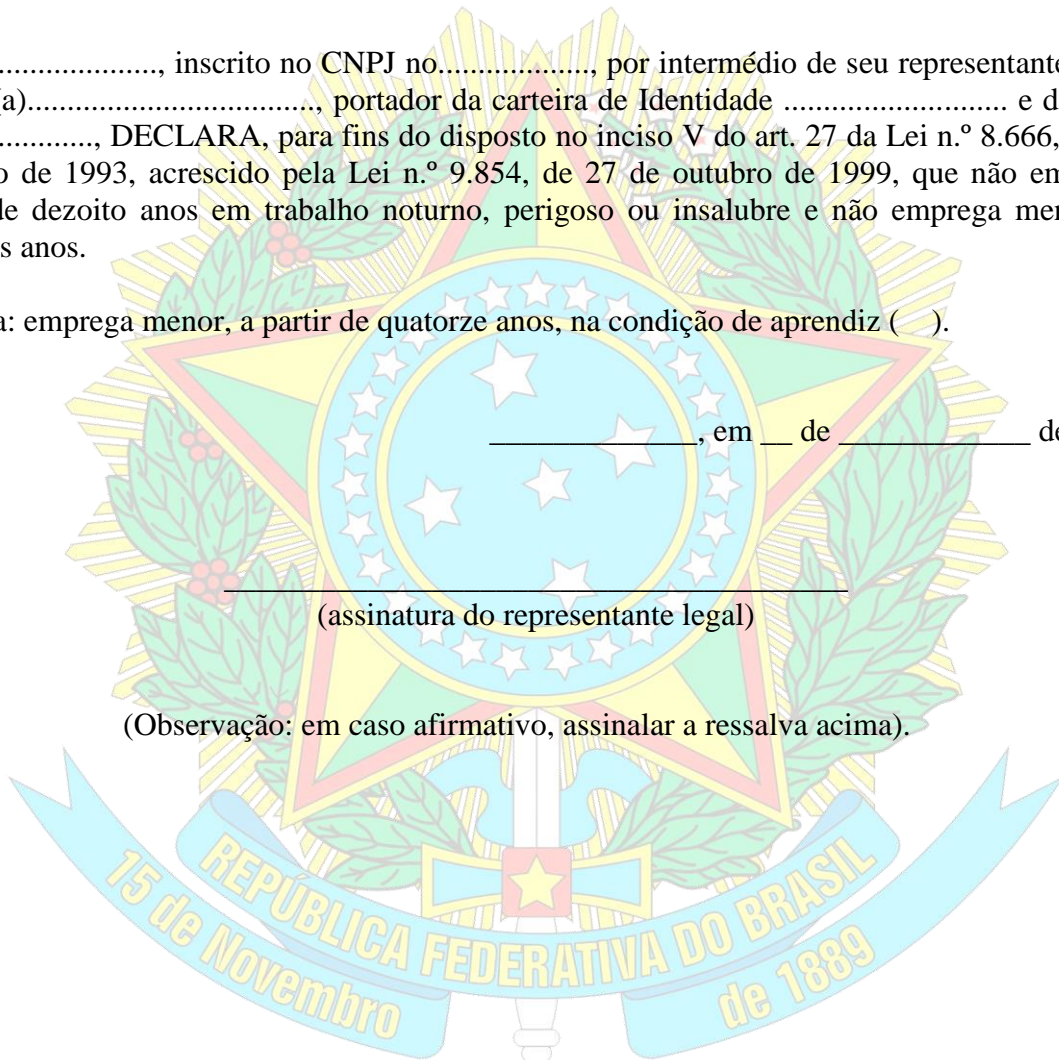 ...................., inscrito no CNPJ no..................., por intermédio de seu representante
(a)...................................., portador da carteira de Identidade ............................ e d
............., DECLARA, para fins do disposto no inciso V do art. 27 da Lei n.º 8.666,
o de 1993, acrescido pela Lei n.º 9.854, de 27 de outubro de 1999, que não em
de dezoito anos em trabalho noturno, perigoso ou insalubre e não emprega men
s anos.
a: emprega menor, a partir de quatorze anos, na condição de aprendiz (   ).
_____________, em __ de ____________ de
_______________________________________
(assinatura do representante legal)
(Observação: em caso afirmativo, assinalar a ressalva acima).
REPÚBLICA FEDERATIVA DO BRASIL
15 de Novembro de 1889